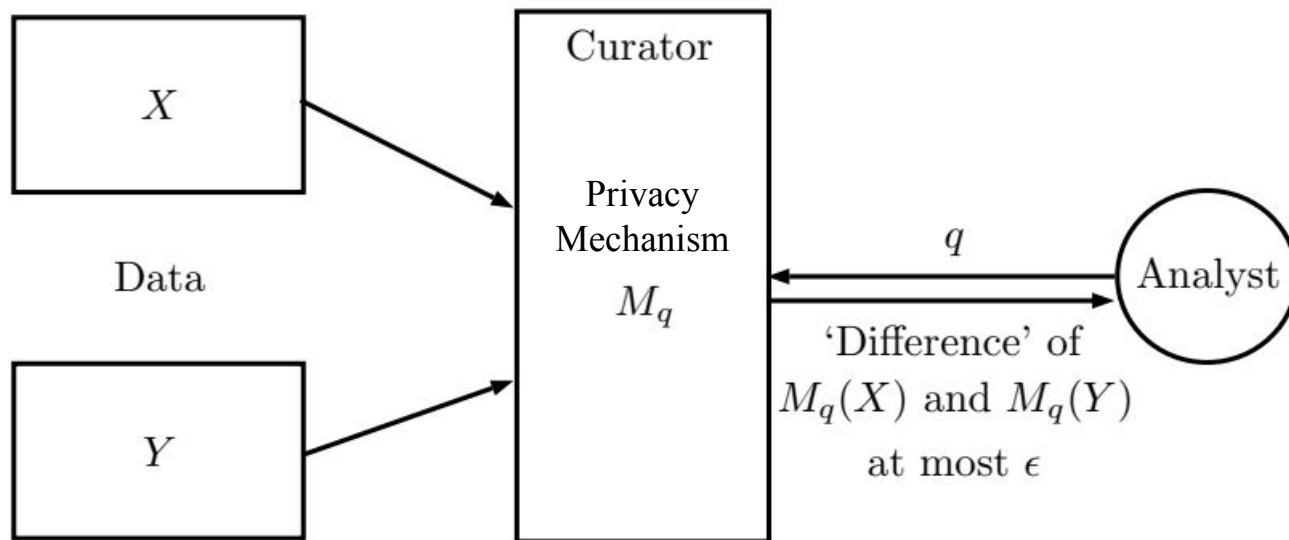 X
Data
Y
Curator
Privacy
Mechanism
M_q
q
‘Difference’ of
M_q(X) and M_q(Y)
at most ϵ
Analyst